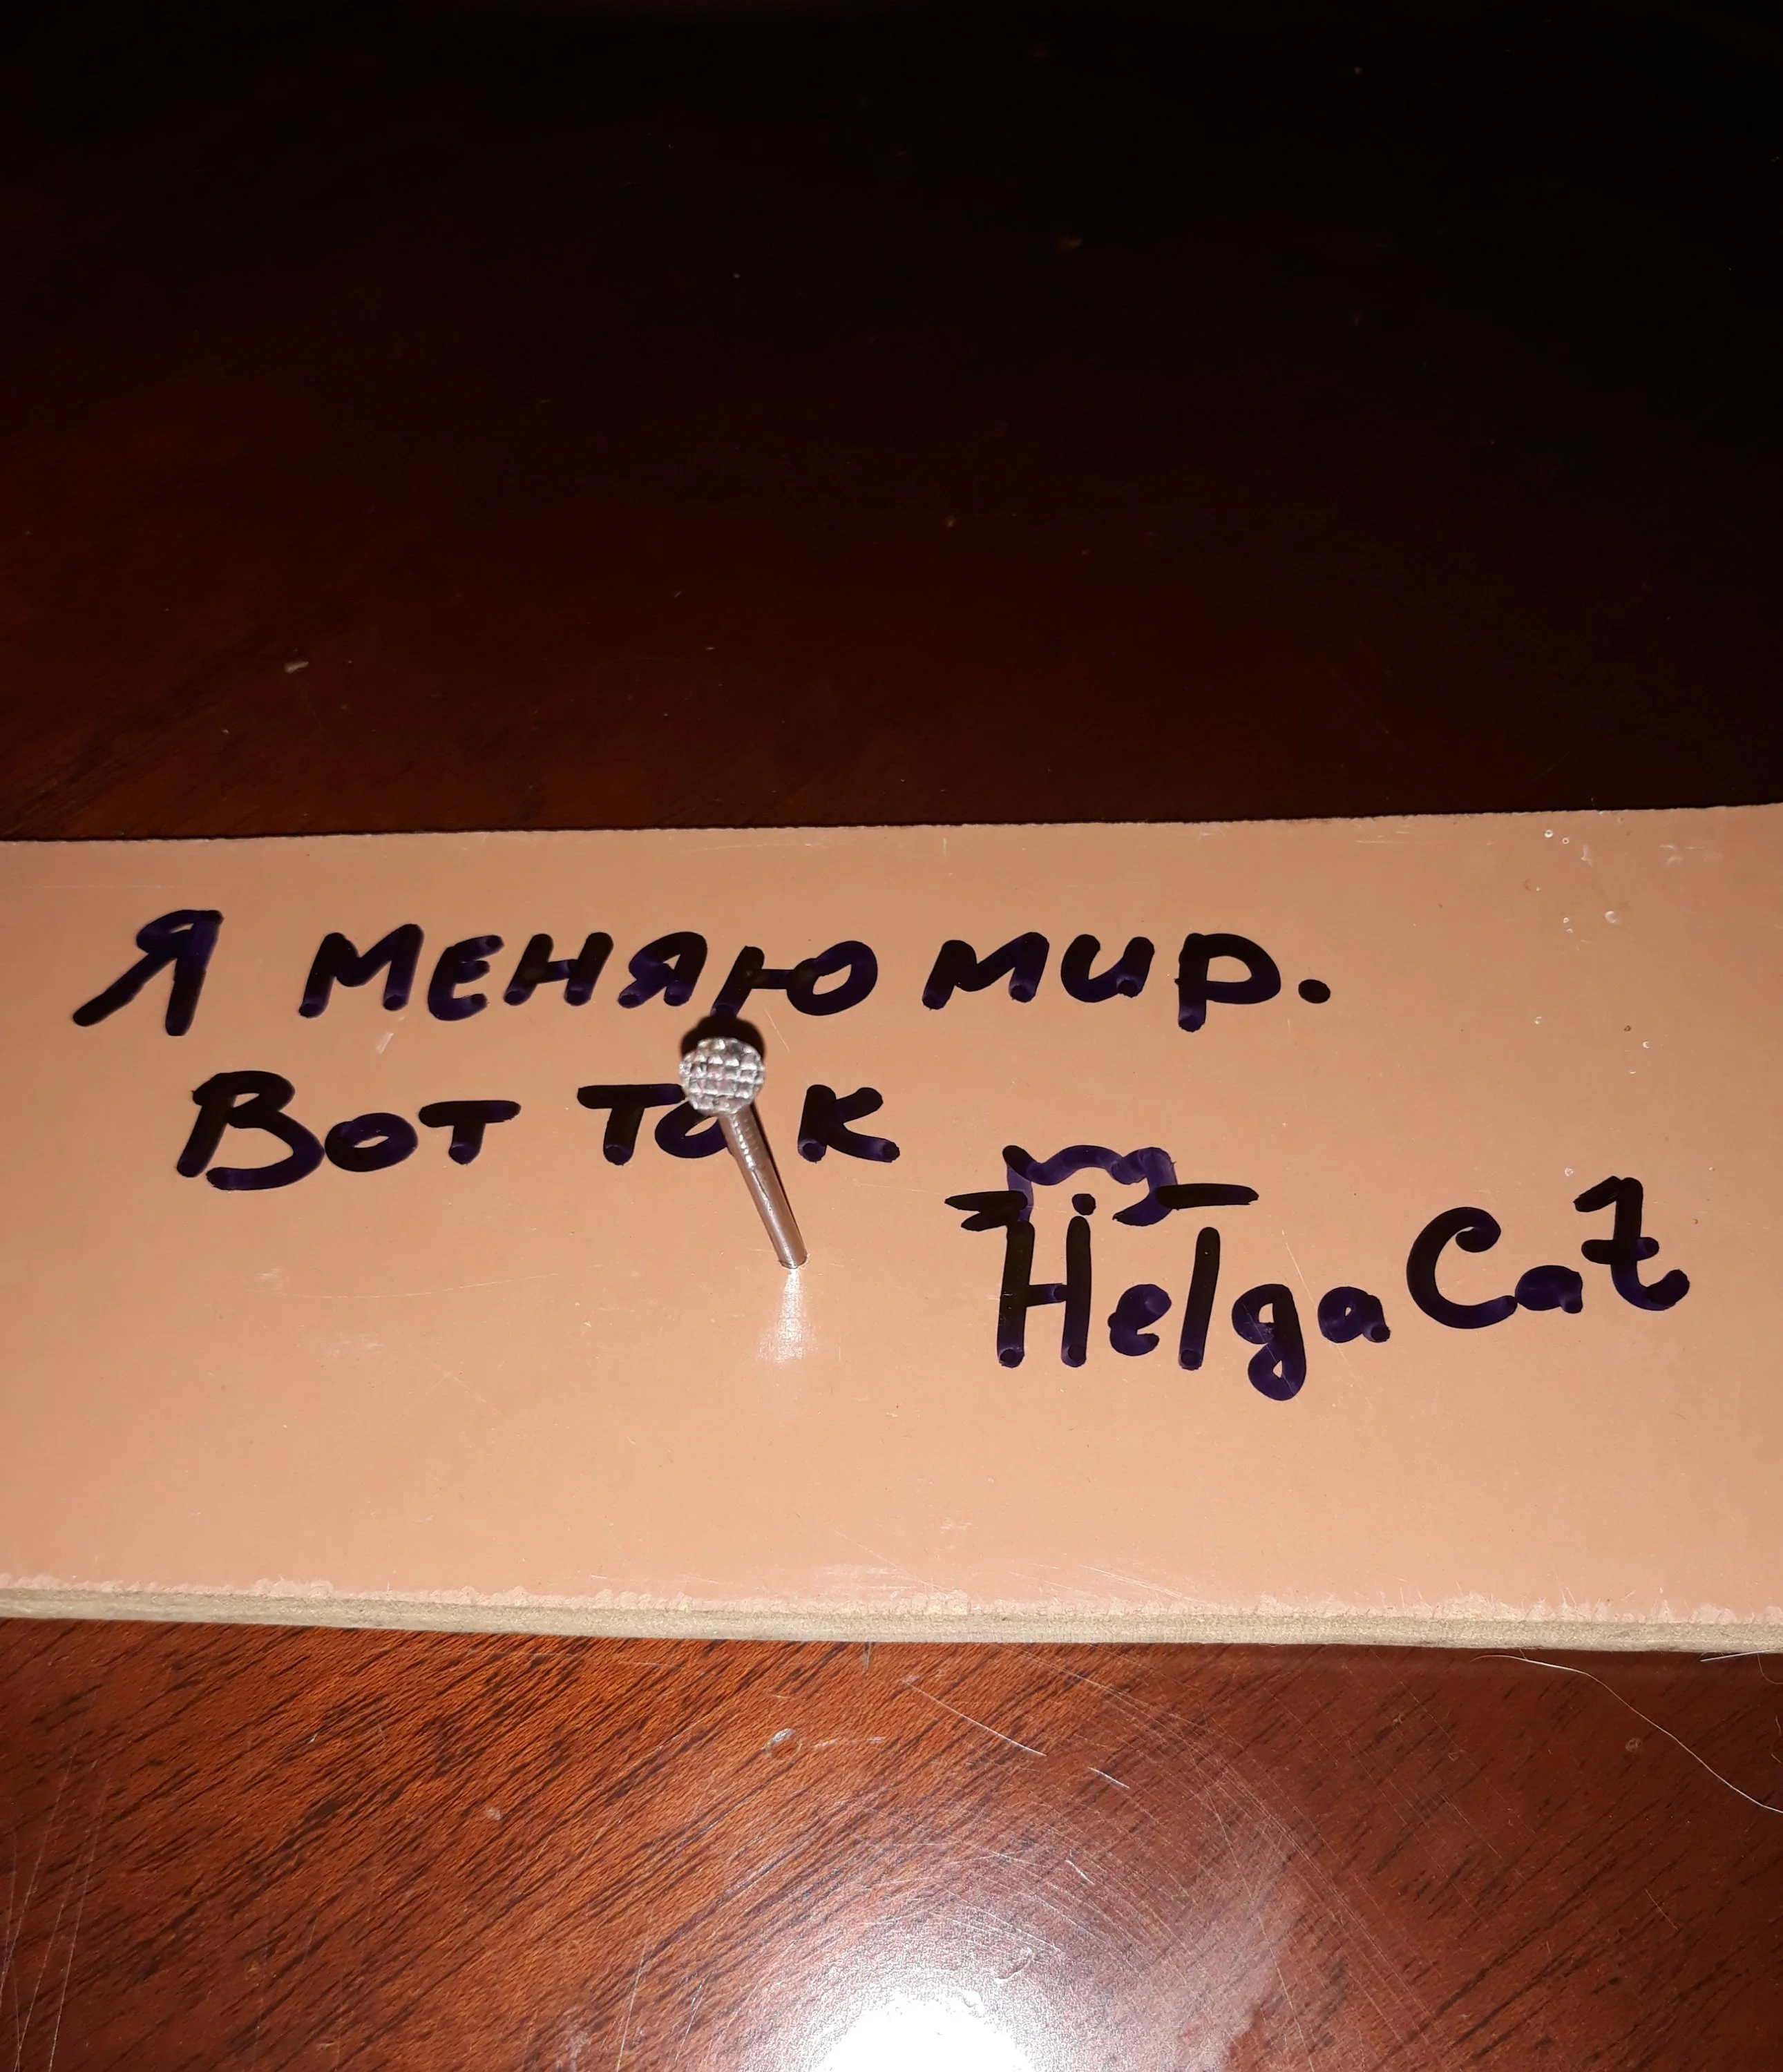 Я меняю мир.
Вот так
HelgaCat